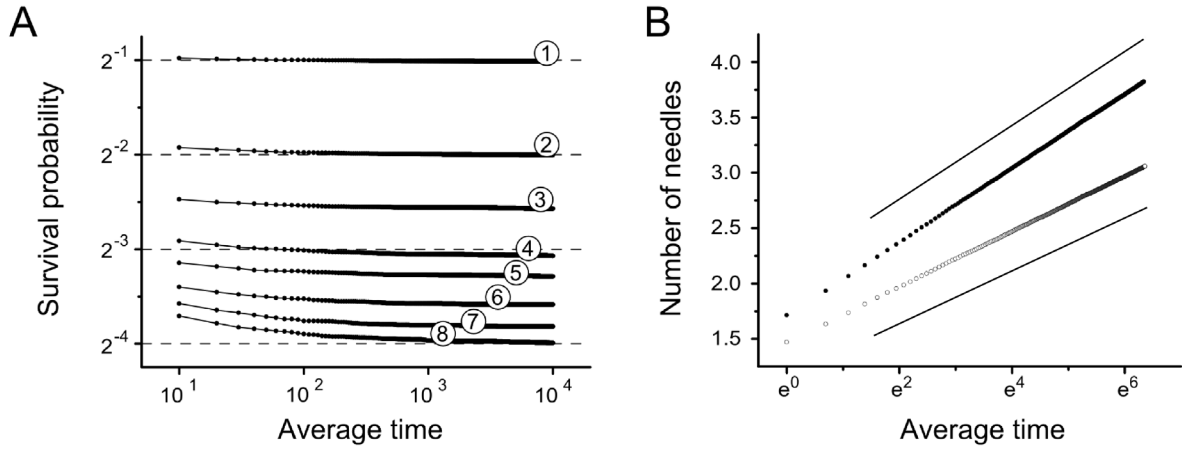 A
Survival probability
2^-1
2^-2
2^-3
2^-4
1
2
3
4
5
6
7
8
10^1
10^2
10^3
10^4
Average time
B
Number of needles
4.0
3.5
3.0
2.5
2.0
1.5
e^0
e^2
e^4
e^6
Average time